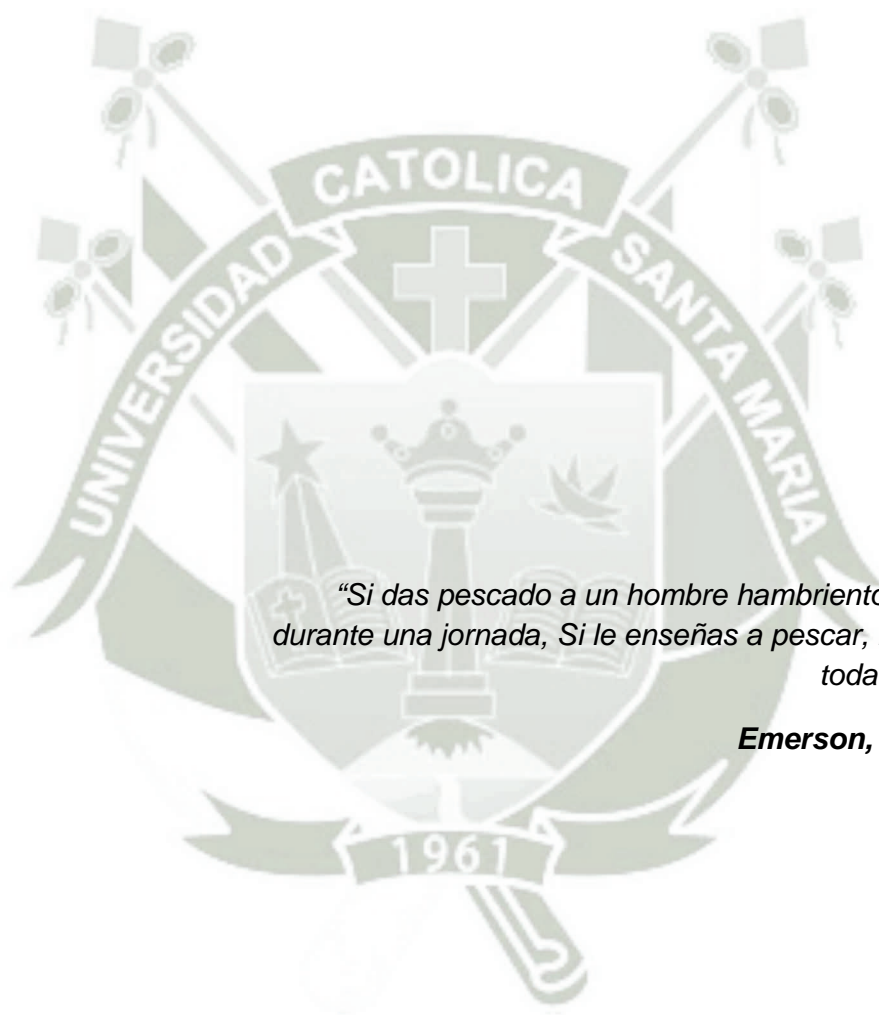 CATOLICA
UNIVERSIDAD
SANTA MARIA
“Si das pescado a un hombre hambriento
durante una jornada, Si le enseñas a pescar,
toda
Emerson,
1961